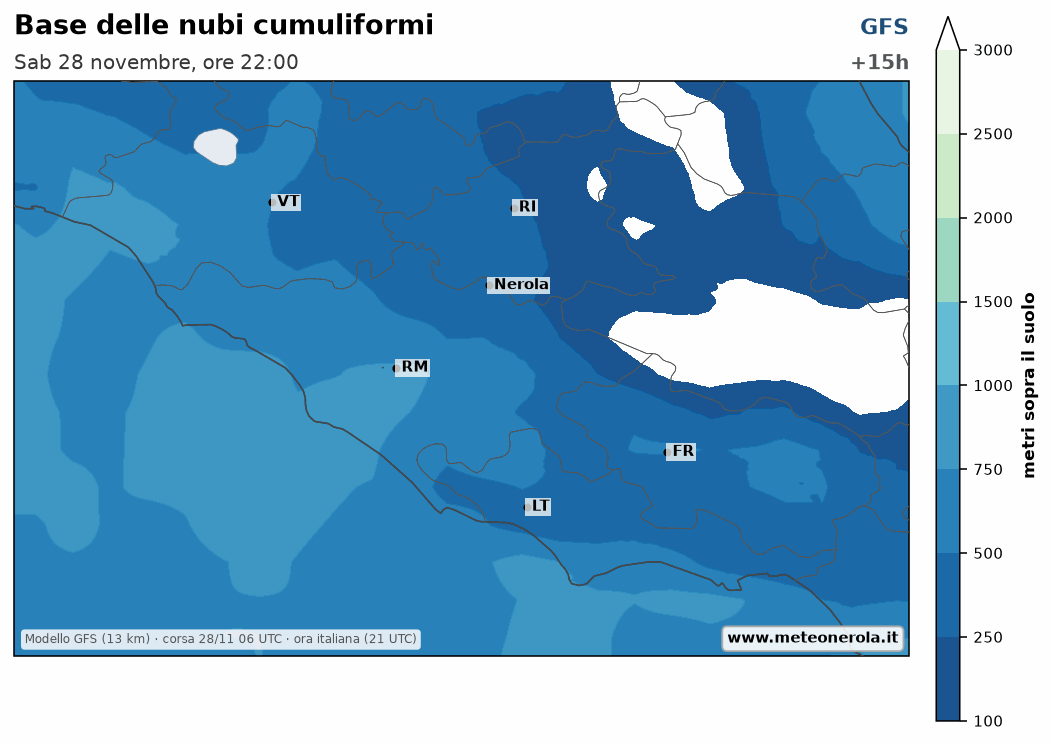 Base delle nubi cumuliformi
GFS
Sab 28 novembre, ore 22:00
+15h
VT
RI
Nerola
RM
FR
LT
Modello GFS (13 km) · corsa 28/11 06 UTC · ora italiana (21 UTC)
www.meteonerola.it
3000
2500
2000
1500
1000
750
500
250
100
metri sopra il suolo